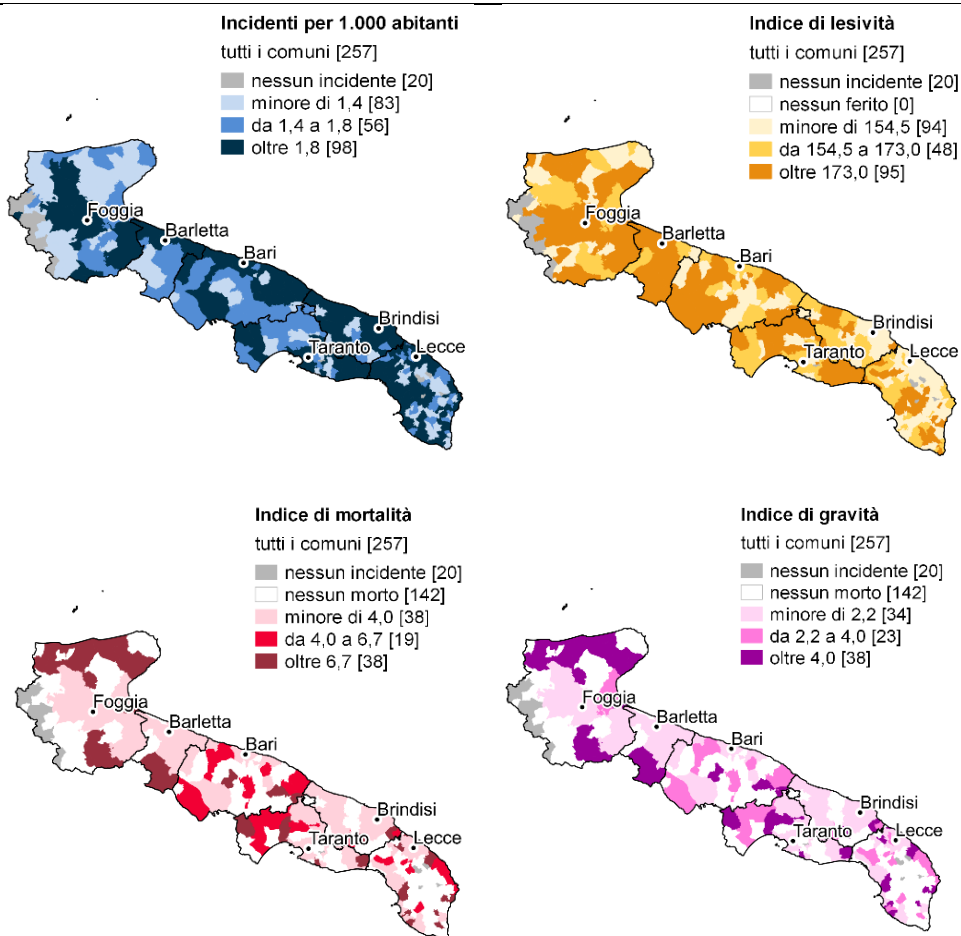 Incidenti per 1.000 abitanti
tutti i comuni [257]
nessun incidente [20]
minore di 1,4 [83]
da 1,4 a 1,8 [56]
oltre 1,8 [98]
Foggia
Barletta
Bari
Brindisi
Taranto
Lecce
Indice di lesività
tutti i comuni [257]
nessun incidente [20]
nessun ferito [0]
minore di 154,5 [94]
da 154,5 a 173,0 [48]
oltre 173,0 [95]
Foggia
Barletta
Bari
Brindisi
Taranto
Lecce
Indice di mortalità
tutti i comuni [257]
nessun incidente [20]
nessun morto [142]
minore di 4,0 [38]
da 4,0 a 6,7 [19]
oltre 6,7 [38]
Foggia
Barletta
Bari
Brindisi
Taranto
Lecce
Indice di gravità
tutti i comuni [257]
nessun incidente [20]
nessun morto [142]
minore di 2,2 [34]
da 2,2 a 4,0 [23]
oltre 4,0 [38]
Foggia
Barletta
Bari
Brindisi
Taranto
Lecce